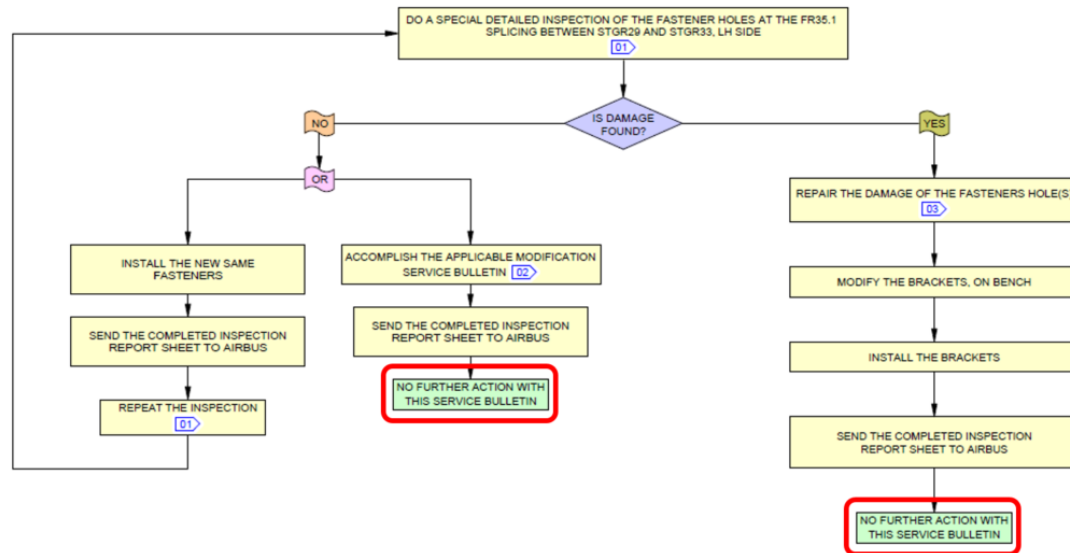 DO A SPECIAL DETAILED INSPECTION OF THE FASTENER HOLES AT THE FR35.1
SPLICING BETWEEN STGR29 AND STGR33, LH SIDE
01
IS DAMAGE
FOUND?
NO
YES
OR
INSTALL THE NEW SAME
FASTENERS
SEND THE COMPLETED INSPECTION
REPORT SHEET TO AIRBUS
REPEAT THE INSPECTION
01
ACCOMPLISH THE APPLICABLE MODIFICATION
SERVICE BULLETIN 02
SEND THE COMPLETED INSPECTION
REPORT SHEET TO AIRBUS
NO FURTHER ACTION WITH
THIS SERVICE BULLETIN
REPAIR THE DAMAGE OF THE FASTENERS HOLE(S)
03
MODIFY THE BRACKETS, ON BENCH
INSTALL THE BRACKETS
SEND THE COMPLETED INSPECTION
REPORT SHEET TO AIRBUS
NO FURTHER ACTION WITH
THIS SERVICE BULLETIN